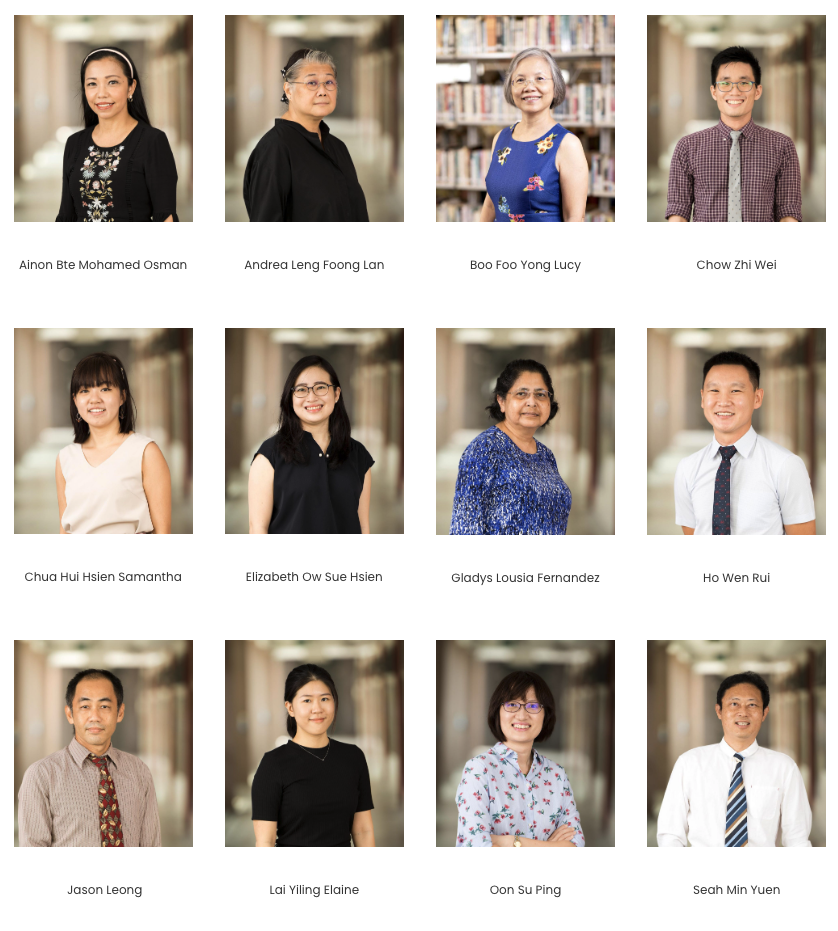 Ainon Bte Mohamed Osman
Andrea Leng Foong Lan
Boo Foo Yong Lucy
Chow Zhi Wei
Chua Hui Hsien Samantha
Elizabeth Ow Sue Hsien
Gladys Lousia Fernandez
Ho Wen Rui
Jason Leong
Lai Yiling Elaine
Oon Su Ping
Seah Min Yuen